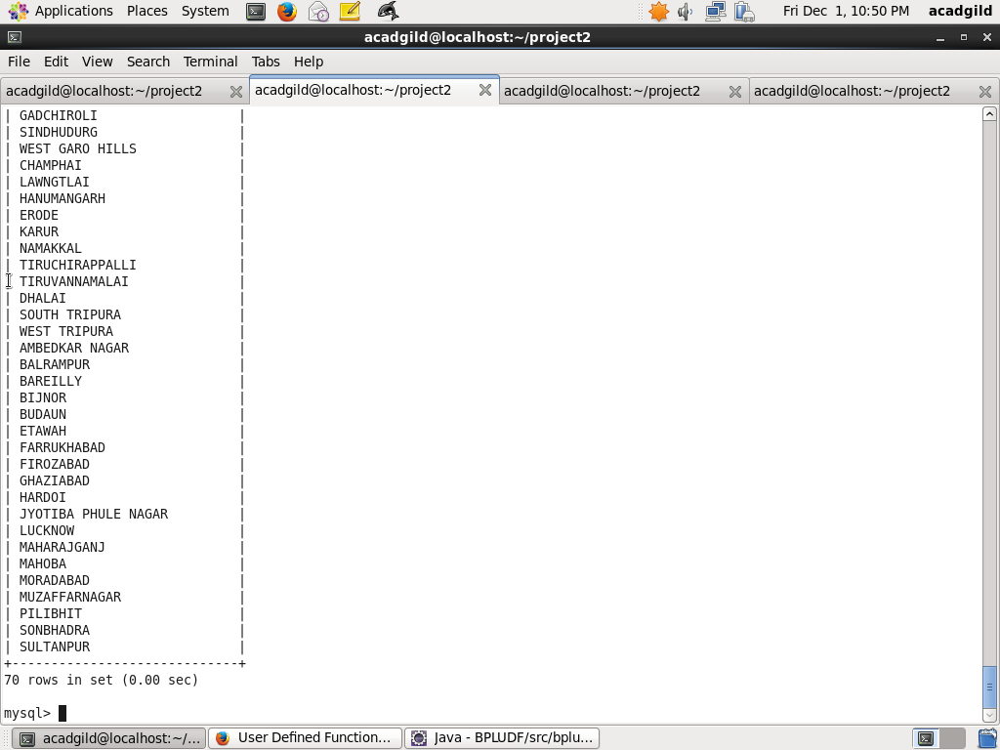 Applications Places System Fri Dec 1, 10:50 PM acadgild
acadgild@localhost:~/project2
File Edit View Search Terminal Tabs Help
acadgild@localhost:~/project2 acadgild@localhost:~/project2 acadgild@localhost:~/project2 acadgild@localhost:~/project2
| GADCHIROLI |
| SINDHUDURG |
| WEST GARO HILLS |
| CHAMPHAI |
| LAWNGTLAI |
| HANUMANGARH |
| ERODE |
| KARUR |
| NAMAKKAL |
| TIRUCHIRAPPALLI |
| TIRUVANNAMALAI |
| DHALAI |
| SOUTH TRIPURA |
| WEST TRIPURA |
| AMBEDKAR NAGAR |
| BALRAMPUR |
| BAREILLY |
| BIJNOR |
| BUDAUN |
| ETAWAH |
| FARRUKHABAD |
| FIROZABAD |
| GHAZIABAD |
| HARDOI |
| JYOTIBA PHULE NAGAR |
| LUCKNOW |
| MAHARAJGANJ |
| MAHOBA |
| MORADABAD |
| MUZAFFARNAGAR |
| PILIBHIT |
| SONBHADRA |
| SULTANPUR |
+-----------------------------+
70 rows in set (0.00 sec)
mysql>
acadgild@localhost:~/... User Defined Function... Java - BPLUDF/src/bplu...